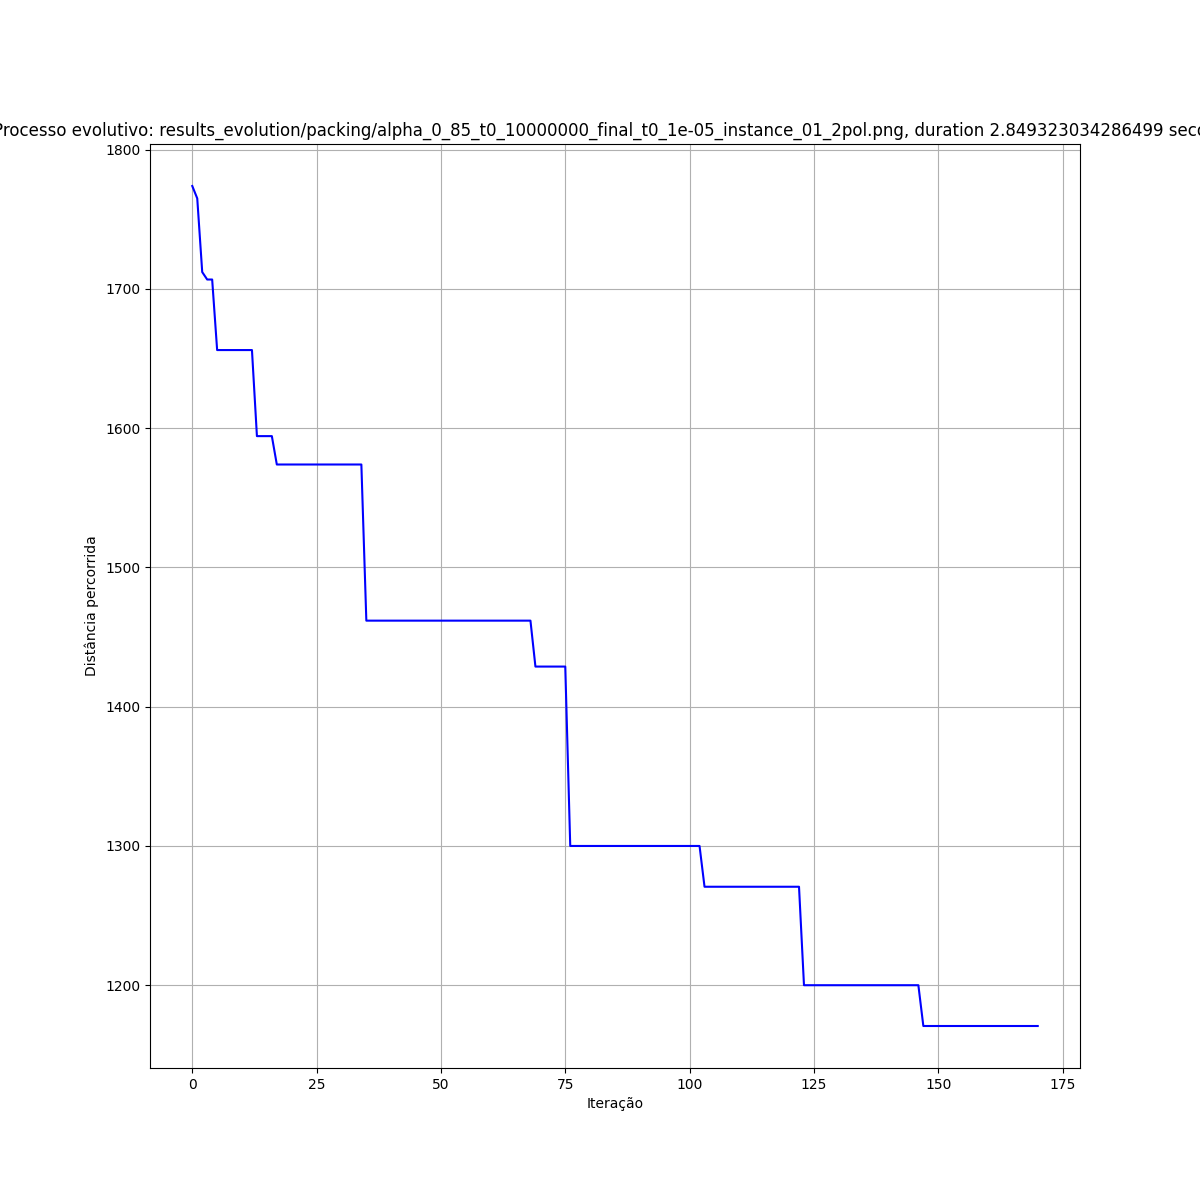 Processo evolutivo: results_evolution/packing/alpha_0_85_t0_10000000_final_t0_1e-05_instance_01_2pol.png, duration 2.849323034286499
1800
1700
1600
1500
1400
1300
1200
Distância percorrida
0 25 50 75 100 125 150 175
Iteração